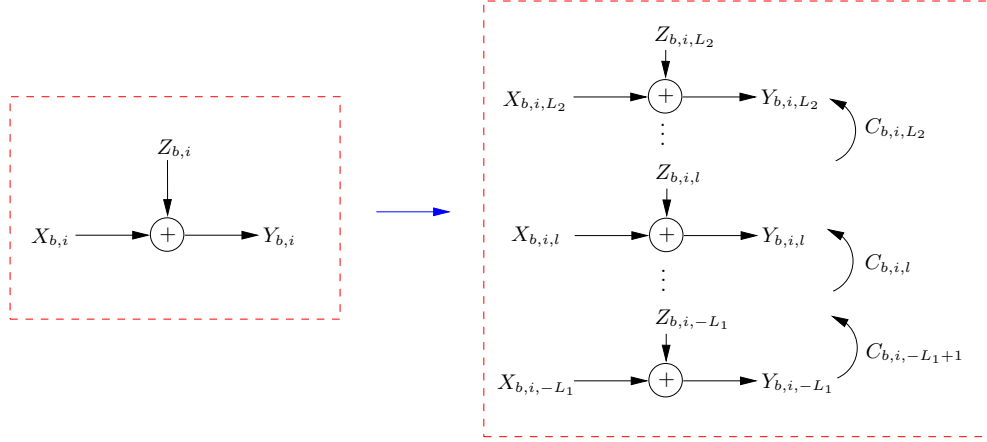 Z_{b,i}
X_{b,i} + Y_{b,i}
Z_{b,i,L_2}
X_{b,i,L_2} + Y_{b,i,L_2}
C_{b,i,L_2}
⋮
Z_{b,i,l}
X_{b,i,l} + Y_{b,i,l}
C_{b,i,l}
⋮
Z_{b,i,-L_1}
C_{b,i,-L_1+1}
X_{b,i,-L_1} + Y_{b,i,-L_1}